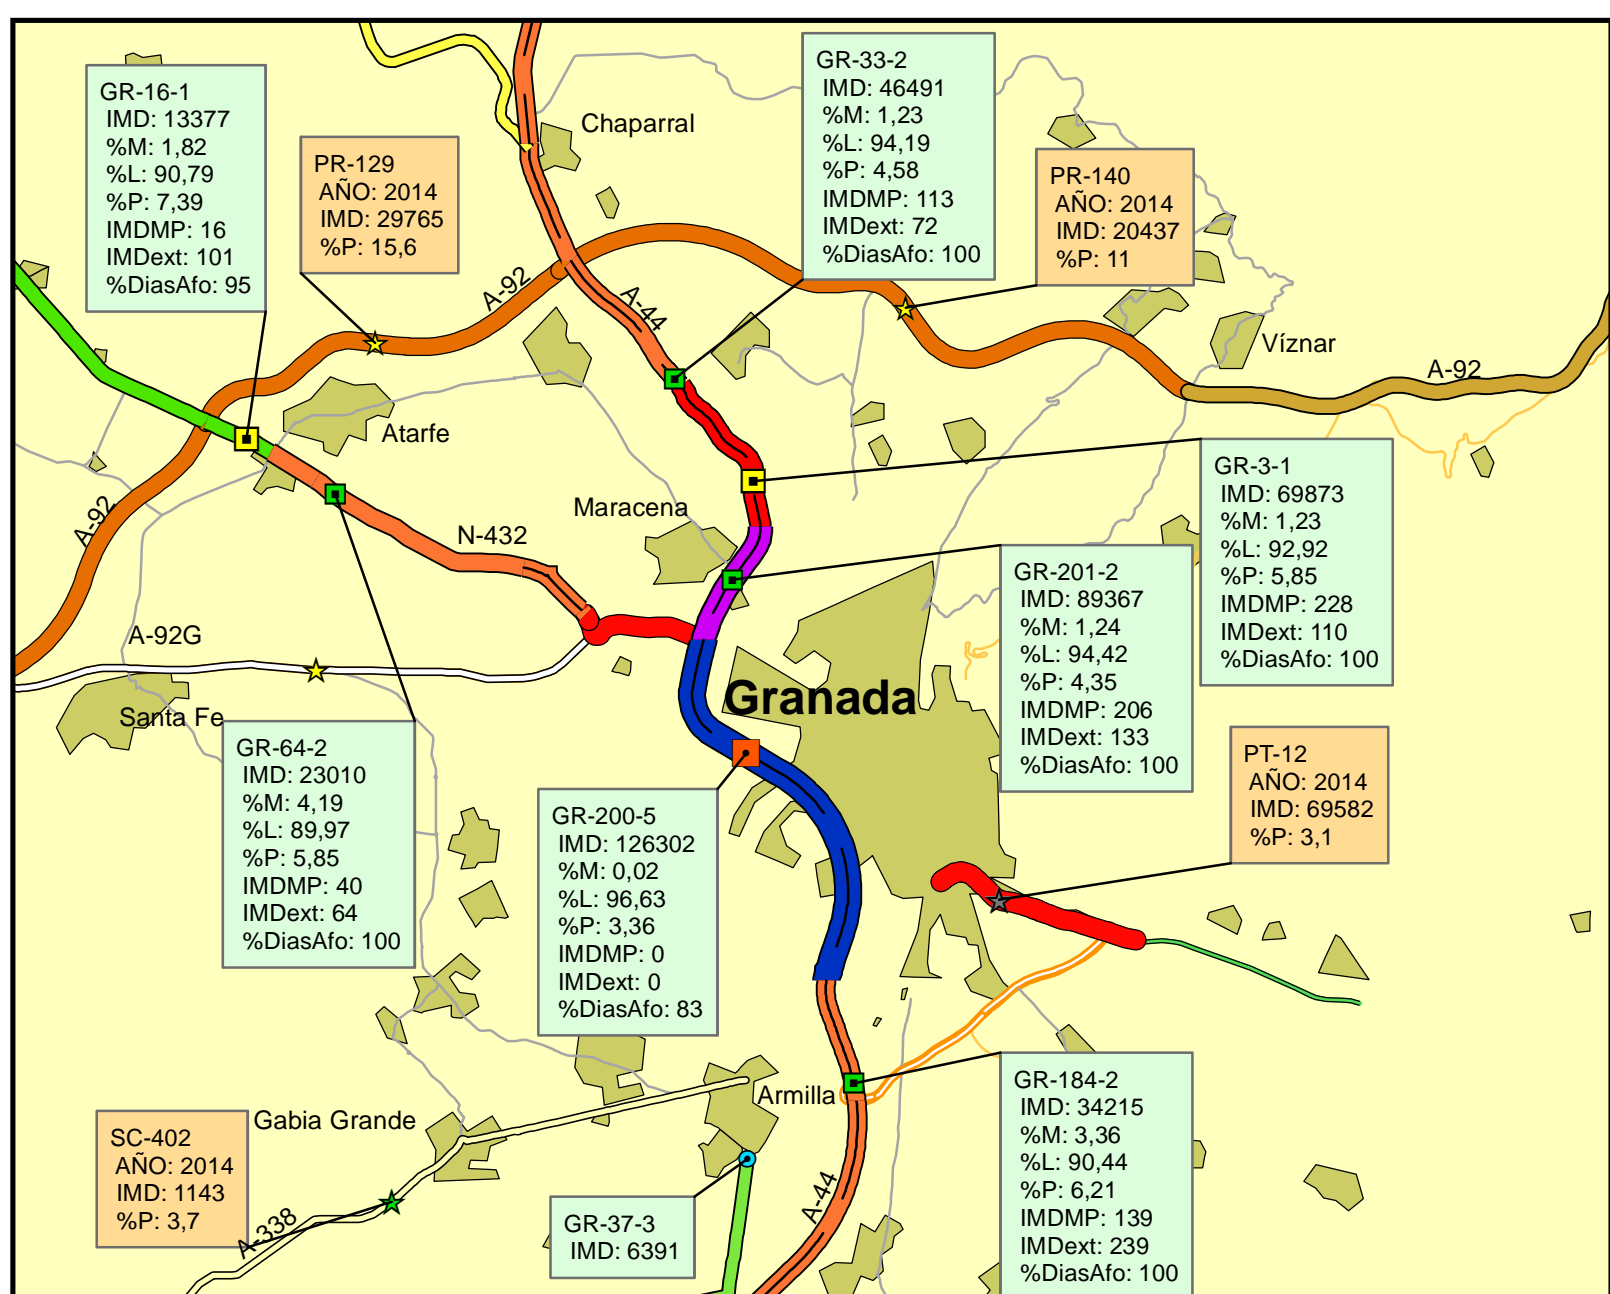 GR-16-1
IMD: 13377
%M: 1,82
%L: 90,79
%P: 7,39
IMDMP: 16
IMDext: 101
%DiasAfo: 95
PR-129
AÑO: 2014
IMD: 29765
%P: 15,6
Chaparral
GR-33-2
IMD: 46491
%M: 1,23
%L: 94,19
%P: 4,58
IMDMP: 113
IMDext: 72
%DiasAfo: 100
PR-140
AÑO: 2014
IMD: 20437
%P: 11
A-92
A-44
Víznar
A-92
Atarfe
A-92
Maracena
N-432
GR-3-1
IMD: 69873
%M: 1,23
%L: 92,92
%P: 5,85
IMDMP: 228
IMDext: 110
%DiasAfo: 100
GR-201-2
IMD: 89367
%M: 1,24
%L: 94,42
%P: 4,35
IMDMP: 206
IMDext: 133
%DiasAfo: 100
A-92G
Granada
Santa Fe
GR-64-2
IMD: 23010
%M: 4,19
%L: 89,97
%P: 5,85
IMDMP: 40
IMDext: 64
%DiasAfo: 100
PT-12
AÑO: 2014
IMD: 69582
%P: 3,1
GR-200-5
IMD: 126302
%M: 0,02
%L: 96,63
%P: 3,36
IMDMP: 0
IMDext: 0
%DiasAfo: 83
Armilla
Gabia Grande
GR-184-2
IMD: 34215
%M: 3,36
%L: 90,44
%P: 6,21
IMDMP: 139
IMDext: 239
%DiasAfo: 100
SC-402
AÑO: 2014
IMD: 1143
%P: 3,7
A-338
GR-37-3
IMD: 6391
A-44